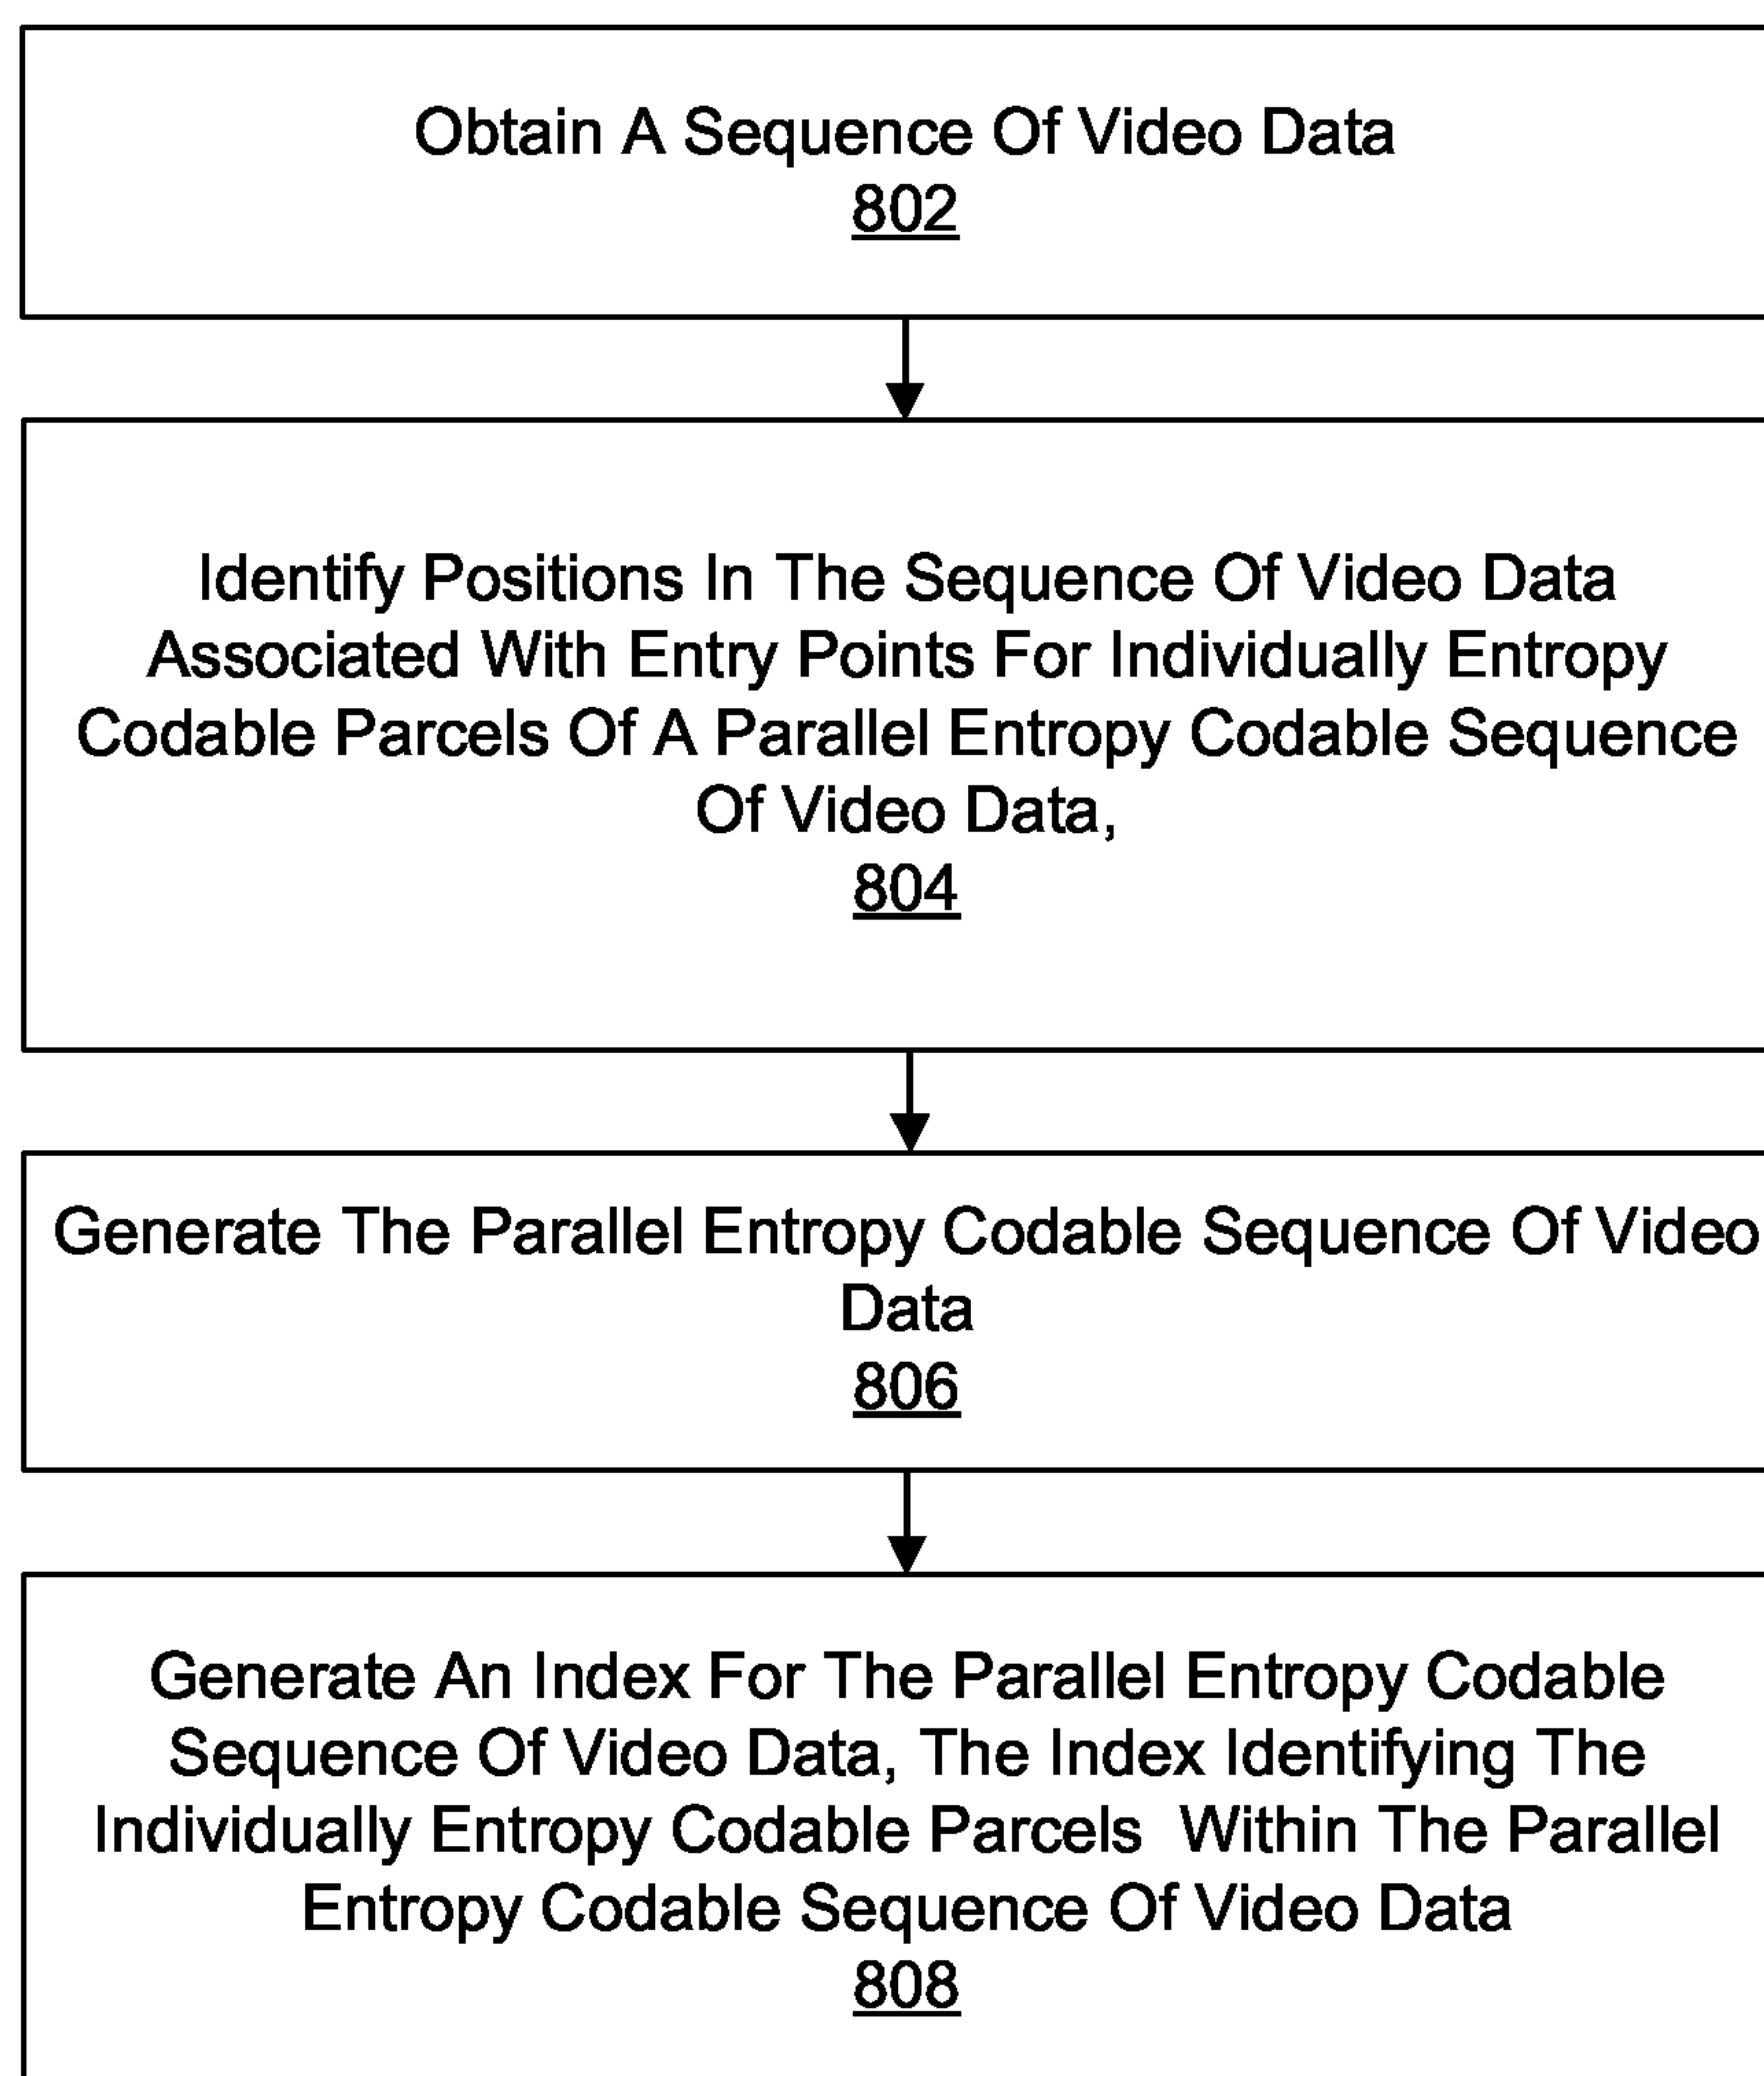 Obtain A Sequence Of Video Data
802
Identify Positions In The Sequence Of Video Data
Associated With Entry Points For Individually Entropy
Codable Parcels Of A Parallel Entropy Codable Sequence
Of Video Data,
804
Generate The Parallel Entropy Codable Sequence Of Video
Data
806
Generate An Index For The Parallel Entropy Codable
Sequence Of Video Data, The Index Identifying The
Individually Entropy Codable Parcels  Within The Parallel
Entropy Codable Sequence Of Video Data
808